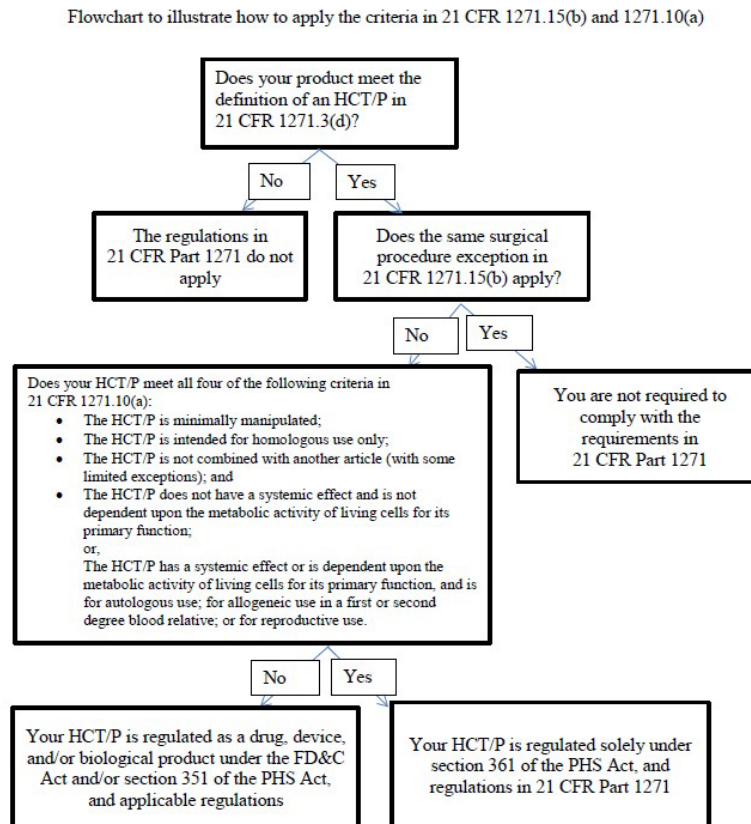 Flowchart to illustrate how to apply the criteria in 21 CFR 1271.15(b) and 1271.10(a)
Does your product meet the
definition of an HCT/P in
21 CFR 1271.3(d)?
No
Yes
The regulations in
21 CFR Part 1271 do not
apply
Does the same surgical
procedure exception in
21 CFR 1271.15(b) apply?
No
Yes
Does your HCT/P meet all four of the following criteria in
21 CFR 1271.10(a):
• The HCT/P is minimally manipulated;
• The HCT/P is intended for homologous use only;
• The HCT/P is not combined with another article (with some
limited exceptions); and
• The HCT/P does not have a systemic effect and is not
dependent upon the metabolic activity of living cells for its
primary function;
or,
The HCT/P has a systemic effect or is dependent upon the
metabolic activity of living cells for its primary function, and is
for autologous use; for allogeneic use in a first or second
degree blood relative; or for reproductive use.
You are not required to
comply with the
requirements in
21 CFR Part 1271
No
Yes
Your HCT/P is regulated as a drug, device,
and/or biological product under the FD&C
Act and/or section 351 of the PHS Act,
and applicable regulations
Your HCT/P is regulated solely under
section 361 of the PHS Act, and
regulations in 21 CFR Part 1271